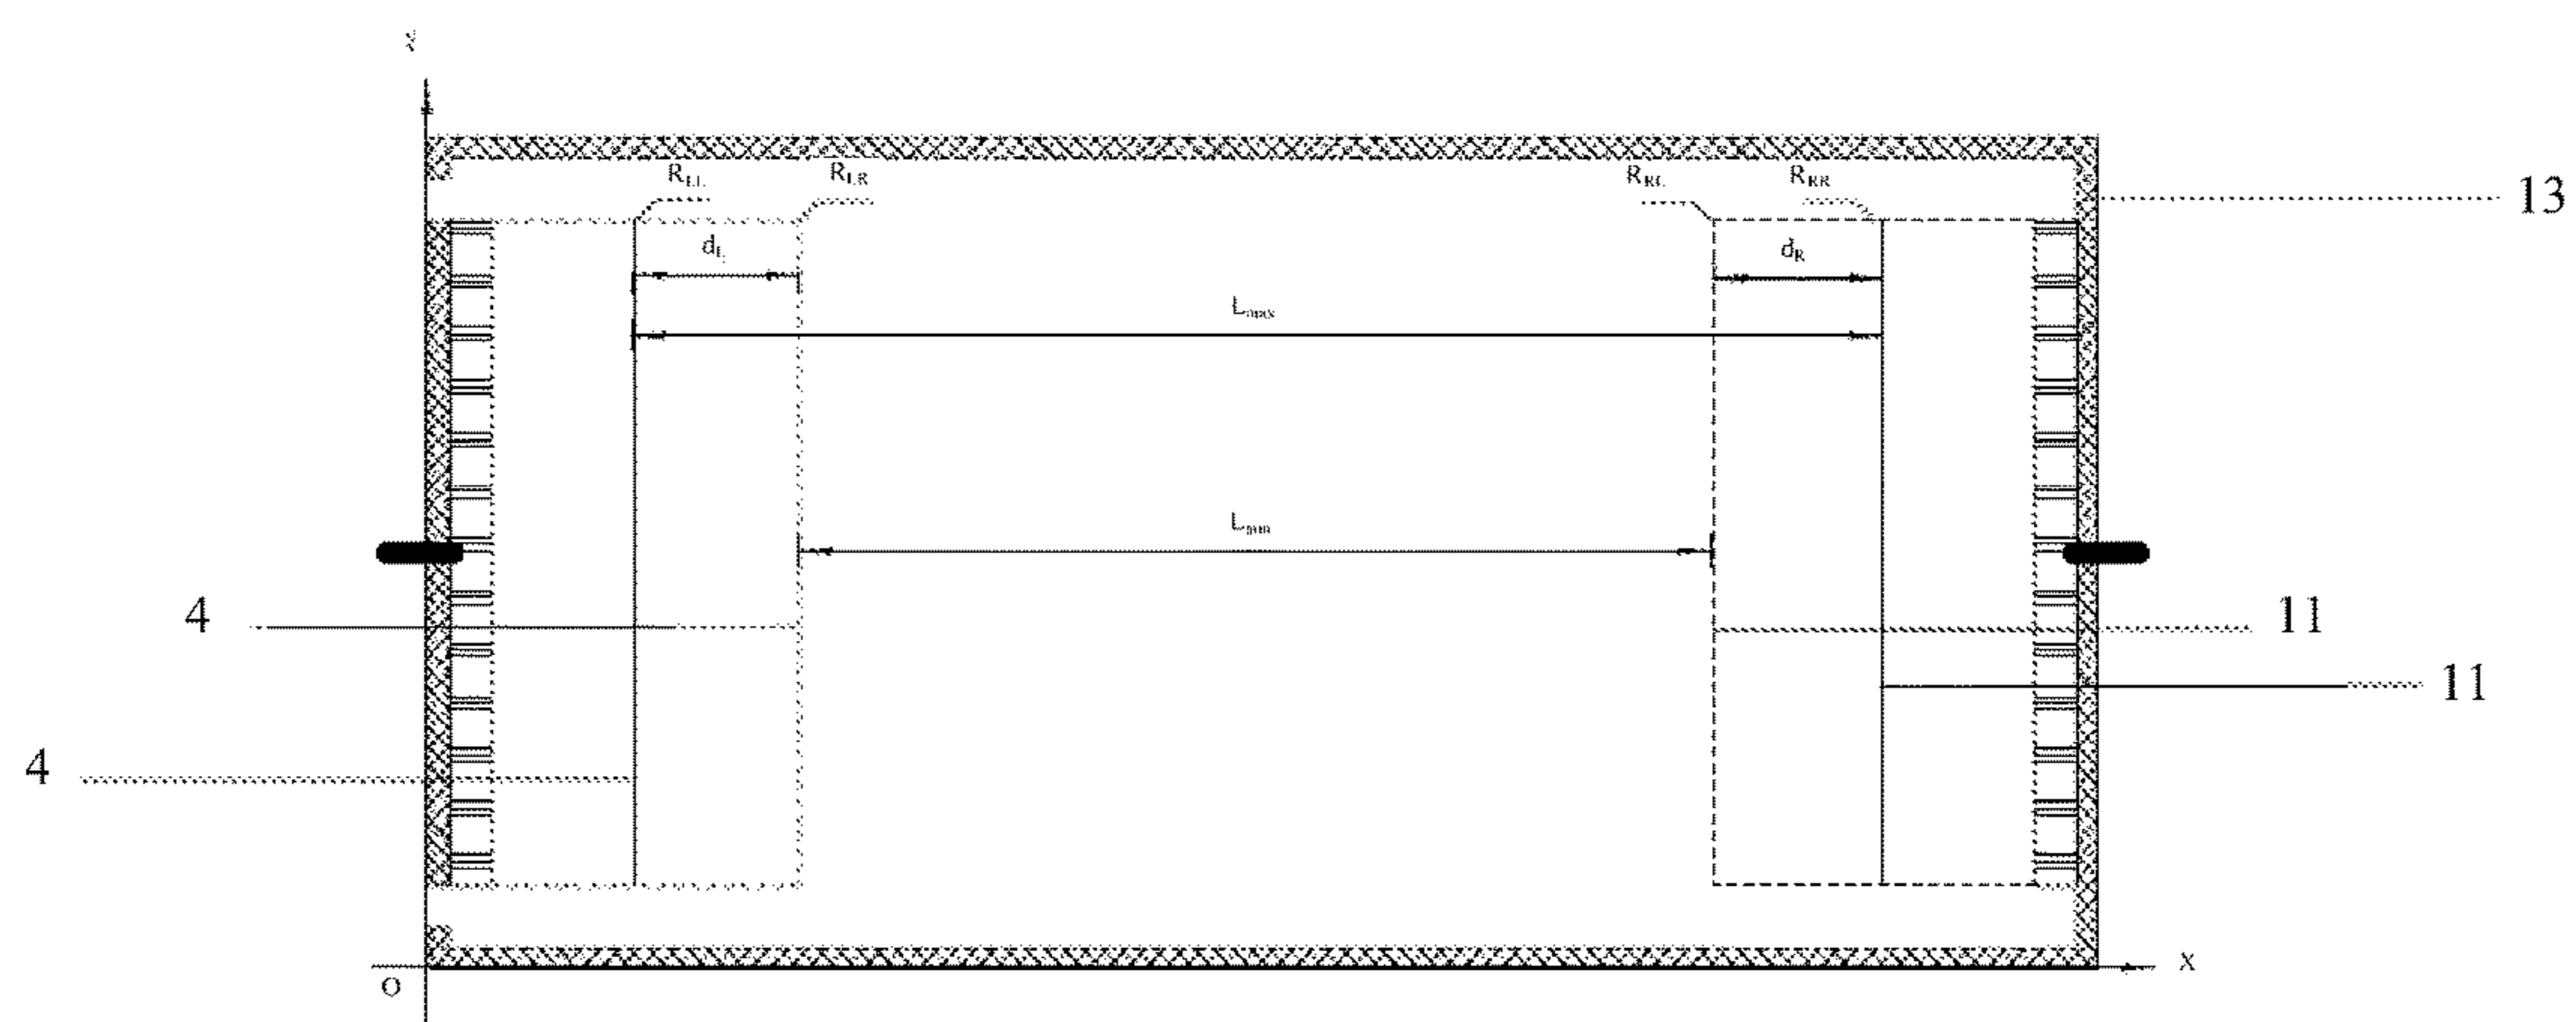 R_LL R_LR R_RL R_RR
13
d_L d_R
L_max
L_min
4 11
11
4
X
O